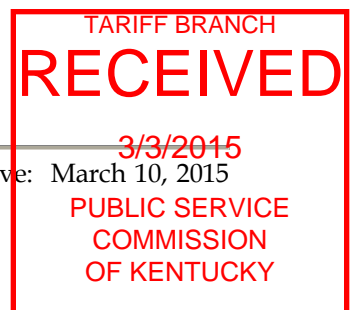 TARIFF BRANCH
RECEIVED
3/3/2015
ve: March 10, 2015
PUBLIC SERVICE
COMMISSION
OF KENTUCKY